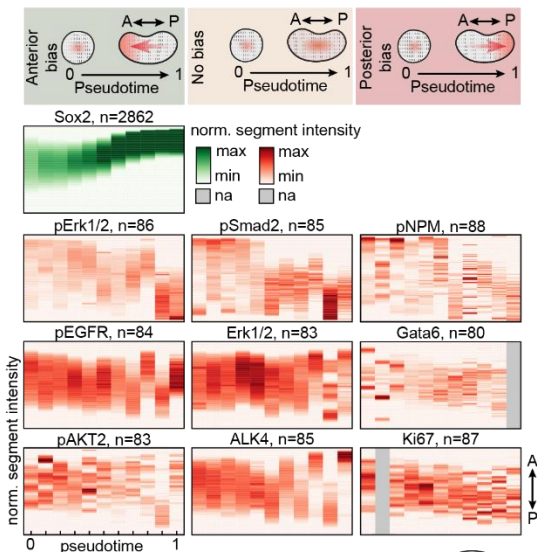 Anterior bias
A P
0 1
Pseudotime
No bias
A P
0 1
Pseudotime
Posterior bias
A P
0 1
Pseudotime
Sox2, n=2862
norm. segment intensity
max
min
na
max
min
na
pErk1/2, n=86
pSmad2, n=85
pNPM, n=88
pEGFR, n=84
Erk1/2, n=83
Gata6, n=80
pAKT2, n=83
ALK4, n=85
Ki67, n=87
norm. segment intensity
A
P
0 1
pseudotime